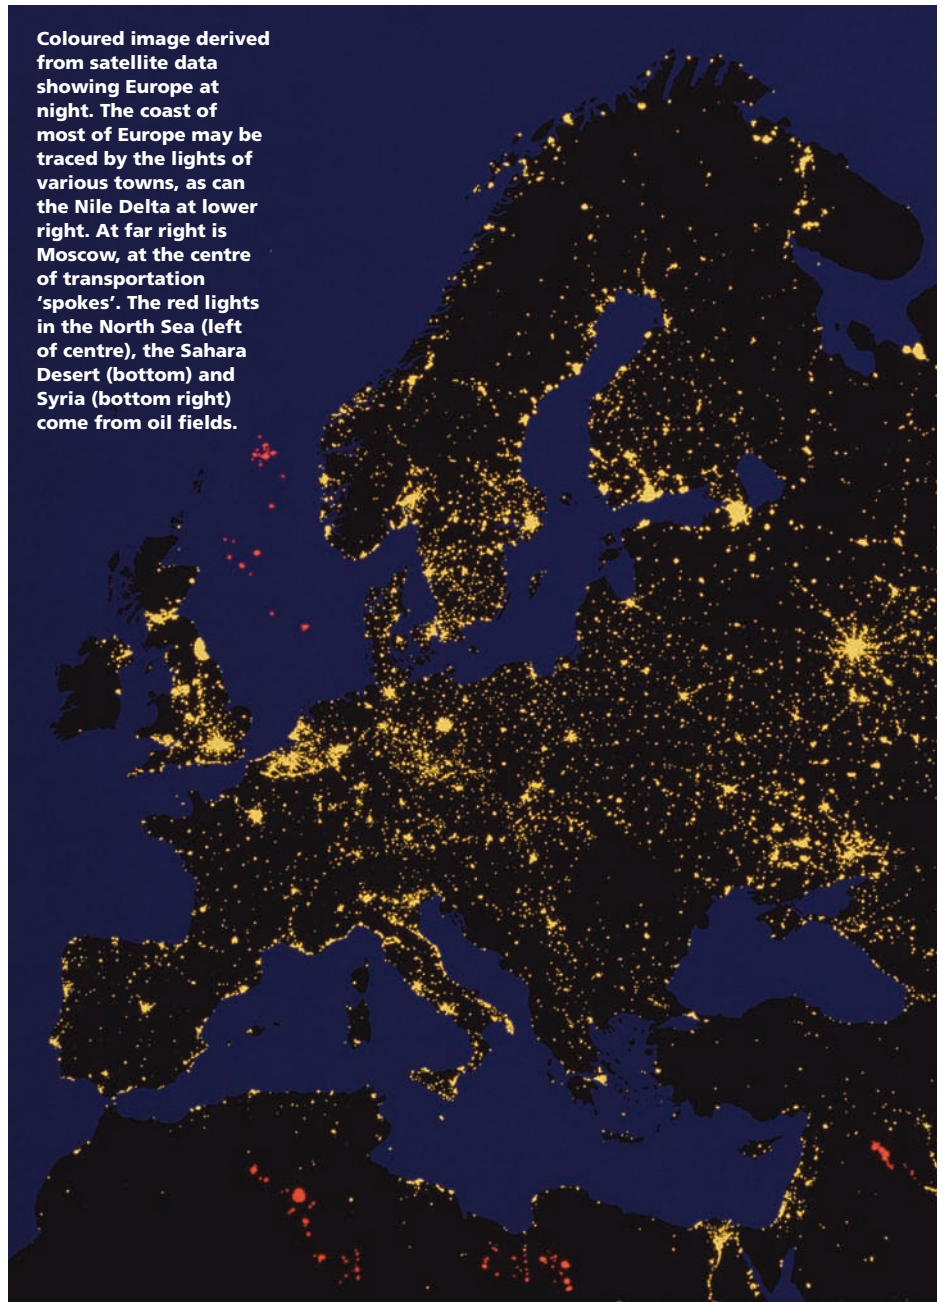 Coloured image derived
from satellite data
showing Europe at
night. The coast of
most of Europe may be
traced by the lights of
various towns, as can
the Nile Delta at lower
right. At far right is
Moscow, at the centre
of transportation
‘spokes’. The red lights
in the North Sea (left
of centre), the Sahara
Desert (bottom) and
Syria (bottom right)
come from oil fields.